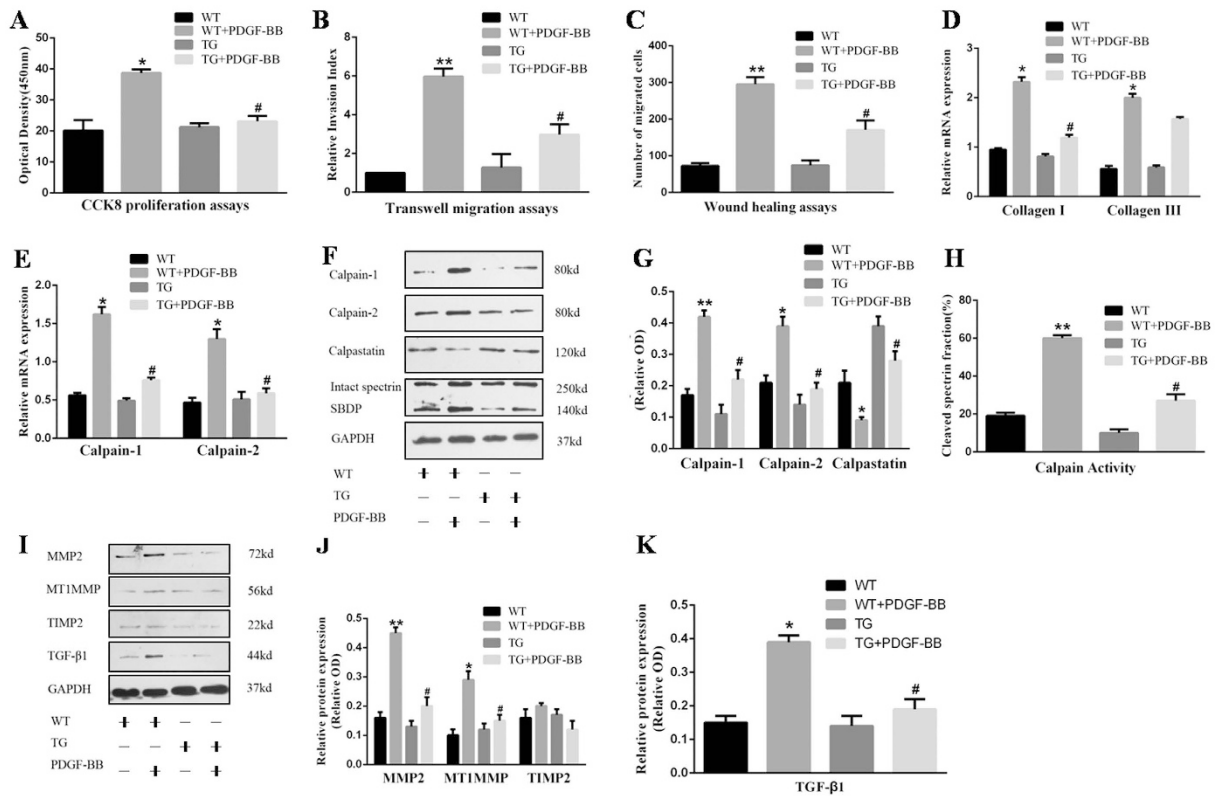 A
WT
WT+PDGF-BB
TG
TG+PDGF-BB
Optical Density(450nm)
50
40
30
20
10
0
*
#
CCK8 proliferation assays
B
WT
WT+PDGF-BB
TG
TG+PDGF-BB
Relative Invasion Index
8
6
4
2
0
**
#
Transwell migration assays
C
WT
WT+PDGF-BB
TG
TG+PDGF-BB
Number of migrated cells
400
300
200
100
0
**
#
Wound healing assays
D
WT
WT+PDGF-BB
TG
TG+PDGF-BB
Relative mRNA expression
3
2
1
0
*
#
*
Collagen I
Collagen III
E
WT
WT+PDGF-BB
TG
TG+PDGF-BB
Relative mRNA expression
2.0
1.5
1.0
0.5
0.0
*
#
*
#
Calpain-1
Calpain-2
F
Calpain-1
80kd
Calpain-2
80kd
Calpastatin
120kd
Intact spectrin
250kd
SBDP
140kd
GAPDH
37kd
WT + + — —
TG — — + +
PDGF-BB — + — +
G
WT
WT+PDGF-BB
TG
TG+PDGF-BB
(Relative OD)
0.6
0.4
0.3
0.2
0.1
0.0
**
#
*
#
*
#
Calpain-1
Calpain-2
Calpastatin
H
WT
WT+PDGF-BB
TG
TG+PDGF-BB
Cleaved spectrin fraction(%)
80
60
40
20
0
**
#
Calpain Activity
I
MMP2
72kd
MT1MMP
56kd
TIMP2
22kd
TGF-β1
44kd
GAPDH
37kd
WT + + — —
TG — — + +
PDGF-BB — + — +
J
WT
WT+PDGF-BB
TG
TG+PDGF-BB
Relative protein expression
(Relative OD)
0.5
0.4
0.3
0.2
0.1
0.0
**
#
*
#
MMP2
MT1MMP
TIMP2
K
WT
WT+PDGF-BB
TG
TG+PDGF-BB
Relative protein expression
(Relative OD)
0.5
0.4
0.3
0.2
0.1
0.0
*
#
TGF-β1